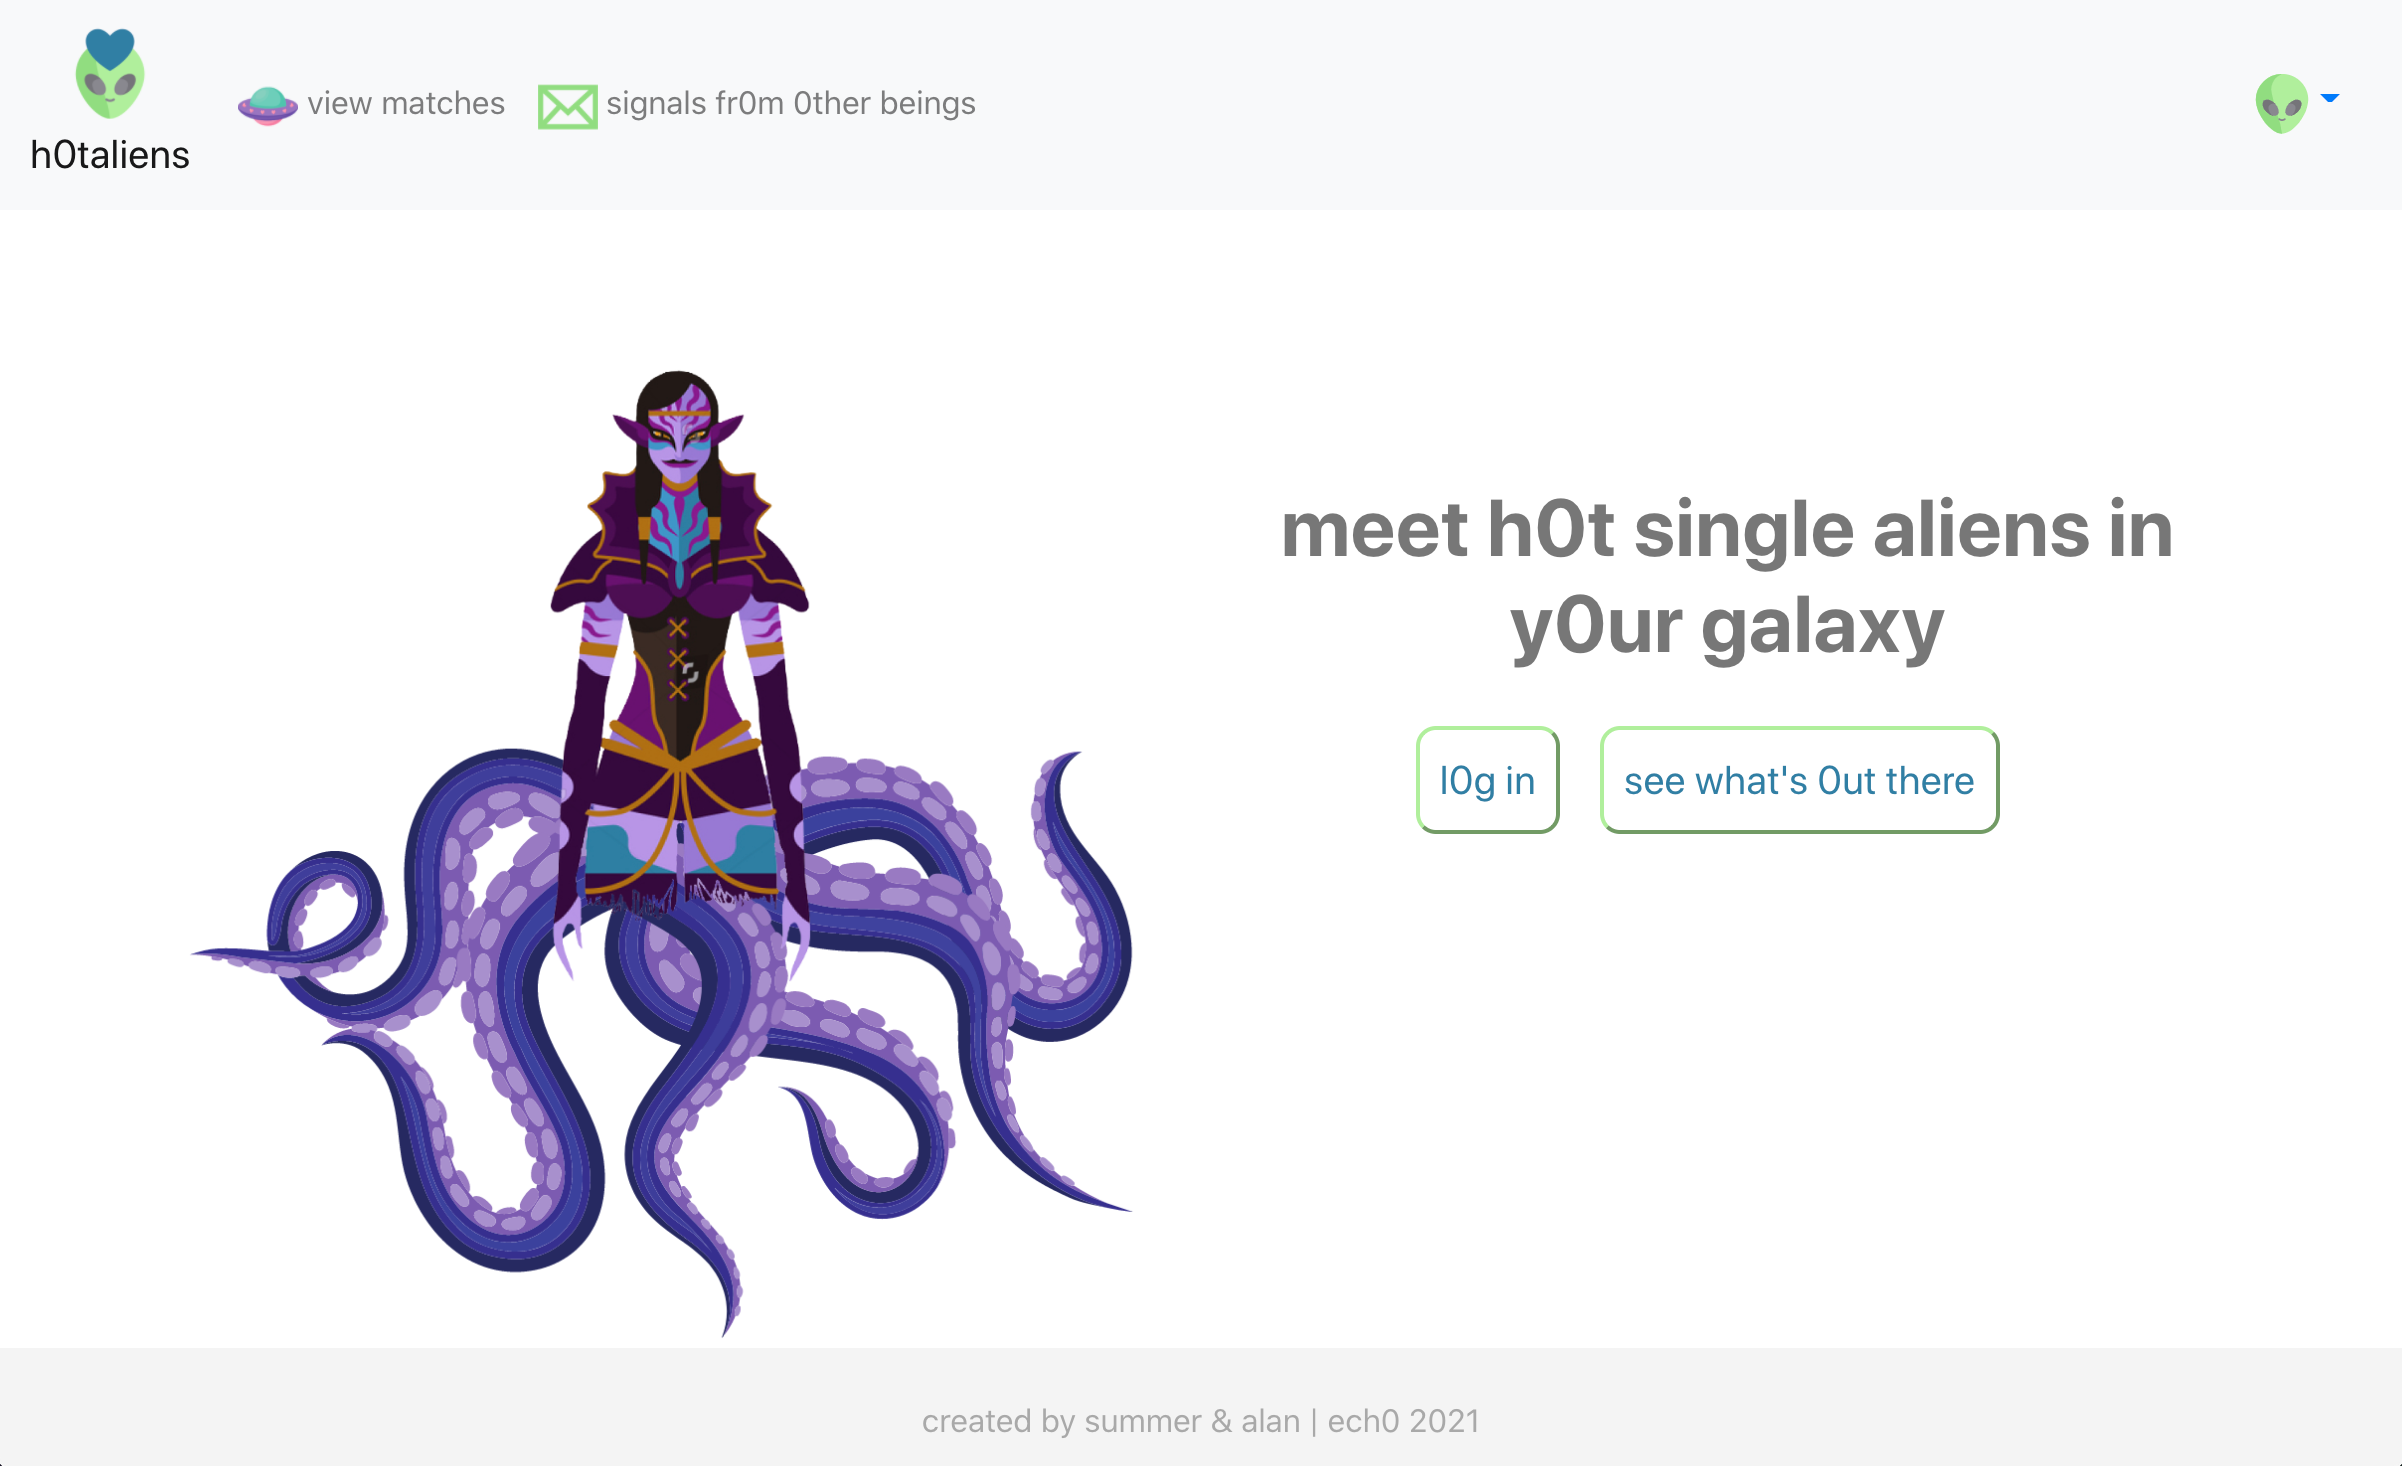 h0taliens
view matches
signals fr0m 0ther beings
meet h0t single aliens in
y0ur galaxy
l0g in
see what's 0ut there
created by summer & alan | ech0 2021